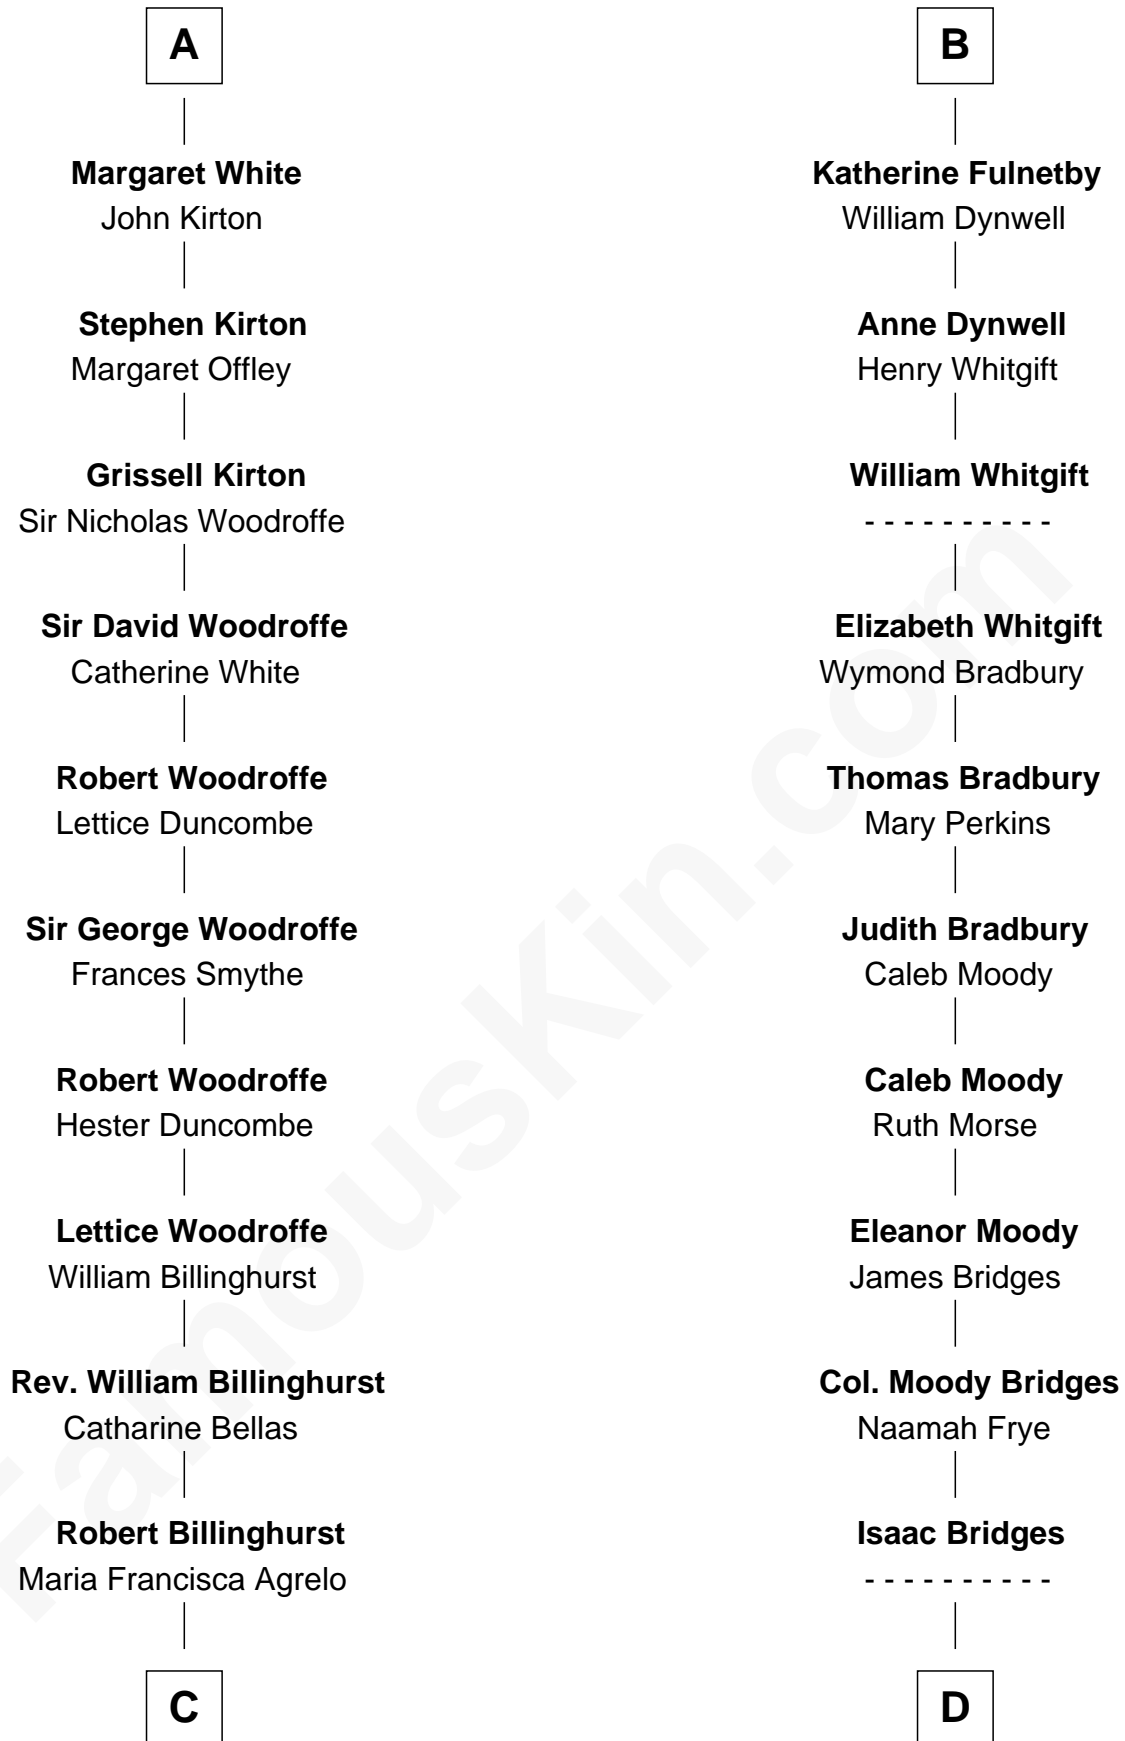 A
Margaret White
John Kirton
Stephen Kirton
Margaret Offley
Grissell Kirton
Sir Nicholas Woodroffe
Sir David Woodroffe
Catherine White
Robert Woodroffe
Lettice Duncombe
Sir George Woodroffe
Frances Smythe
Robert Woodroffe
Hester Duncombe
Lettice Woodroffe
William Billinghurst
Rev. William Billinghurst
Catharine Bellas
Robert Billinghurst
Maria Francisca Agrelo
C
B
Katherine Fulnetby
William Dynwell
Anne Dynwell
Henry Whitgift
William Whitgift
- - - - - - - - - -
Elizabeth Whitgift
Wymond Bradbury
Thomas Bradbury
Mary Perkins
Judith Bradbury
Caleb Moody
Caleb Moody
Ruth Morse
Eleanor Moody
James Bridges
Col. Moody Bridges
Naamah Frye
Isaac Bridges
- - - - - - - - - -
D
FamousKin.com